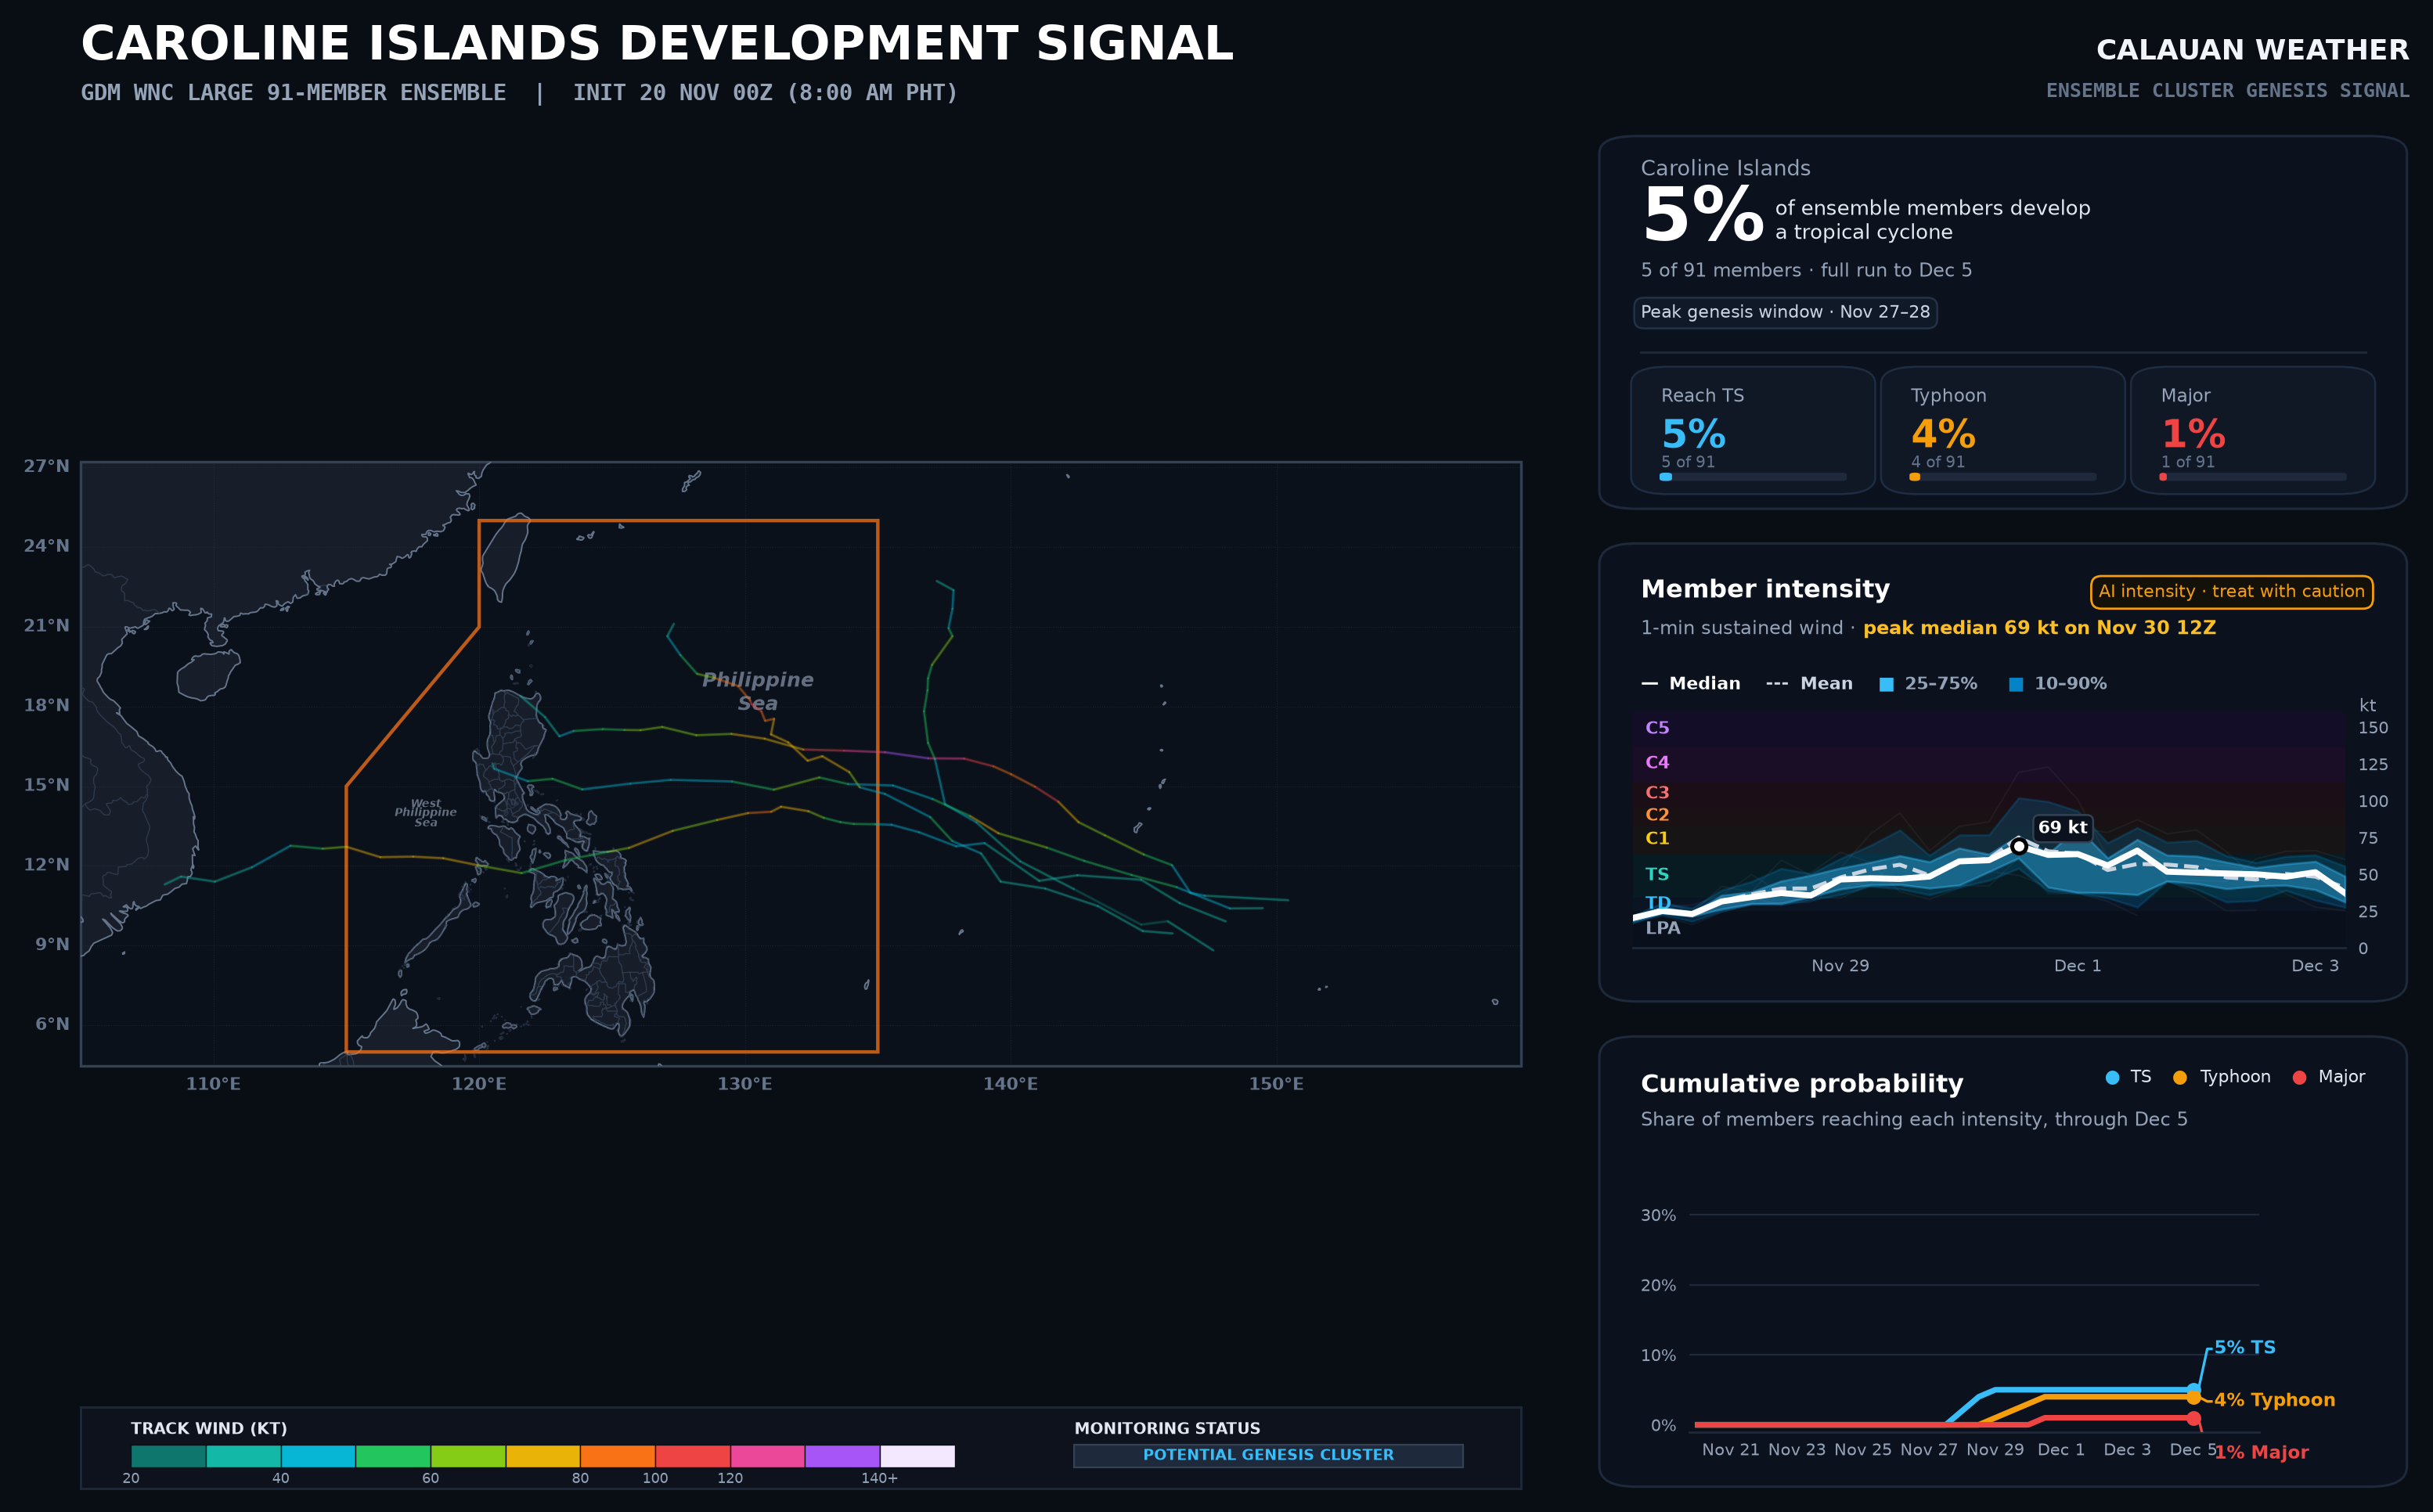 CAROLINE ISLANDS DEVELOPMENT SIGNAL
GDM WNC LARGE 91-MEMBER ENSEMBLE | INIT 20 NOV 00Z (8:00 AM PHT)
CALAUAN WEATHER
ENSEMBLE CLUSTER GENESIS SIGNAL
27°N
24°N
21°N
18°N
15°N
12°N
9°N
6°N
Philippine
Sea
West
Philippine
Sea
110°E
120°E
130°E
140°E
150°E
TRACK WIND (KT)
20
40
60
80
100
120
140+
MONITORING STATUS
POTENTIAL GENESIS CLUSTER
Caroline Islands
5% of ensemble members develop
a tropical cyclone
5 of 91 members · full run to Dec 5
Peak genesis window · Nov 27–28
Reach TS
5%
5 of 91
Typhoon
4%
4 of 91
Major
1%
1 of 91
Member intensity
AI intensity · treat with caution
1-min sustained wind · peak median 69 kt on Nov 30 12Z
Median
Mean
25–75%
10–90%
kt
C5
C4
C3
C2
C1
TS
TD
LPA
69 kt
150
125
100
75
50
25
0
Nov 29
Dec 1
Dec 3
Cumulative probability
TS
Typhoon
Major
Share of members reaching each intensity, through Dec 5
30%
20%
10%
0%
5% TS
4% Typhoon
1% Major
Nov 21
Nov 23
Nov 25
Nov 27
Nov 29
Dec 1
Dec 3
Dec 5